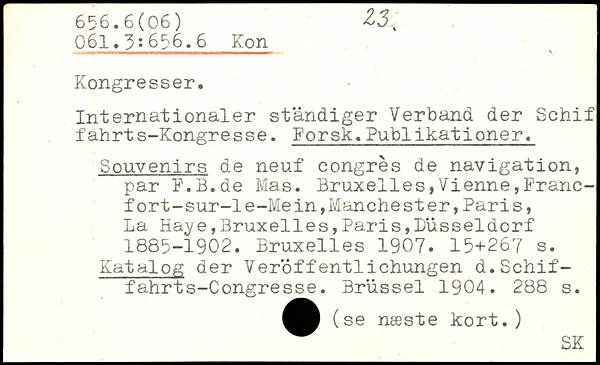 656.6(06)
23.
061.3:656.6 Kon
Kongresser.
Internationaler ständiger Verband der Schif
fahrts-Kongresse. Forsk.Publikationer.
Souvenirs de neuf congrès de navigation,
par F.B.de Mas. Bruxelles,Vienne,Franc-
fort-sur-le-Mein,Manchester,Paris,
La Haye,Bruxelles,Paris,Düsseldorf
1885-1902. Bruxelles 1907. 15+267 s.
Katalog der Veröffentlichungen d.Schif-
fahrts-Congresse. Brüssel 1904. 288 s.
(se næste kort.)
SK